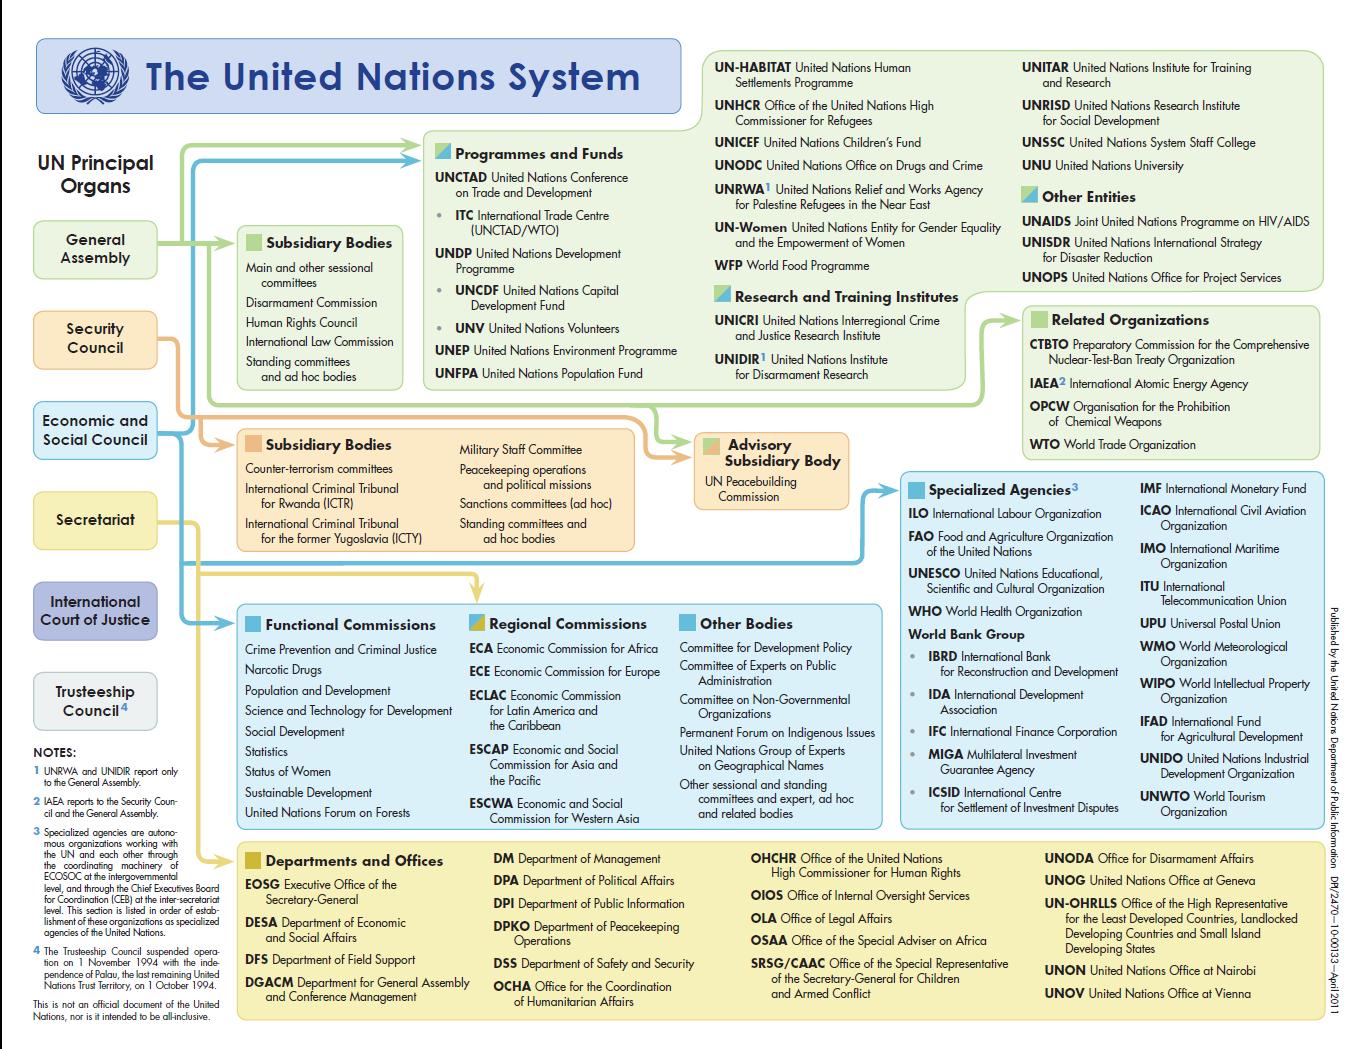 The United Nations System
UN Principal
Organs
General
Assembly
Security
Council
Economic and
Social Council
Secretariat
International
Court of Justice
Trusteeship
Council4
NOTES:
1 UNRWA and UNIDIR report only
to the General Assembly.
2 IAEA reports to the Security Coun-
cil and the General Assembly.
3 Specialized agencies are autono-
mous organizations working with
the UN and each other through
the coordinating machinery of
ECOSOC at the intergovernmental
level, and through the Chief Executives Board
for Coordination (CEB) at the inter-secretariat
level. This section is listed in order of estab-
lishment of these organizations as specialized
agencies of the United Nations.
4 The Trusteeship Council suspended opera-
tion on 1 November 1994 with the inde-
pendence of Palau, the last remaining United
Nations Trust Territory, on 1 October 1994.
This is not an official document of the United
Nations, nor is it intended to be all-inclusive.
Subsidiary Bodies
Main and other sessional
committees
Disarmament Commission
Human Rights Council
International Law Commission
Standing committees
and ad hoc bodies
Programmes and Funds
UNCTAD United Nations Conference
on Trade and Development
• ITC International Trade Centre
(UNCTAD/WTO)
UNDP United Nations Development
Programme
• UNCDF United Nations Capital
Development Fund
• UNV United Nations Volunteers
UNEP United Nations Environment Programme
UNFPA United Nations Population Fund
UN-HABITAT United Nations Human
Settlements Programme
UNHCR Office of the United Nations High
Commissioner for Refugees
UNICEF United Nations Children's Fund
UNODC United Nations Office on Drugs and Crime
UNRWA1 United Nations Relief and Works Agency
for Palestine Refugees in the Near East
UN-Women United Nations Entity for Gender Equality
and the Empowerment of Women
WFP World Food Programme
Research and Training Institutes
UNICRI United Nations Interregional Crime
and Justice Research Institute
UNIDIR1 United Nations Institute
for Disarmament Research
UNITAR United Nations Institute for Training
and Research
UNRISD United Nations Research Institute
for Social Development
UNSSC United Nations System Staff College
UNU United Nations University
Other Entities
UNAIDS Joint United Nations Programme on HIV/AIDS
UNISDR United Nations International Strategy
for Disaster Reduction
UNOPS United Nations Office for Project Services
Related Organizations
CTBTO Preparatory Commission for the Comprehensive
Nuclear-Test-Ban Treaty Organization
IAEA2 International Atomic Energy Agency
OPCW Organisation for the Prohibition
of Chemical Weapons
WTO World Trade Organization
Subsidiary Bodies
Counter-terrorism committees
International Criminal Tribunal
for Rwanda (ICTR)
International Criminal Tribunal
for the former Yugoslavia (ICTY)
Military Staff Committee
Peacekeeping operations
and political missions
Sanctions committees (ad hoc)
Standing committees and
ad hoc bodies
Advisory
Subsidiary Body
UN Peacebuilding
Commission
Functional Commissions
Crime Prevention and Criminal Justice
Narcotic Drugs
Population and Development
Science and Technology for Development
Social Development
Statistics
Status of Women
Sustainable Development
United Nations Forum on Forests
Regional Commissions
ECA Economic Commission for Africa
ECE Economic Commission for Europe
ECLAC Economic Commission
for Latin America and
the Caribbean
ESCAP Economic and Social
Commission for Asia and
the Pacific
ESCWA Economic and Social
Commission for Western Asia
Other Bodies
Committee for Development Policy
Committee of Experts on Public
Administration
Committee on Non-Governmental
Organizations
Permanent Forum on Indigenous Issues
United Nations Group of Experts
on Geographical Names
Other sessional and standing
committees and expert, ad hoc
and related bodies
Specialized Agencies3
ILO International Labour Organization
FAO Food and Agriculture Organization
of the United Nations
UNESCO United Nations Educational,
Scientific and Cultural Organization
WHO World Health Organization
World Bank Group
• IBRD International Bank
for Reconstruction and Development
• IDA International Development
Association
• IFC International Finance Corporation
• MIGA Multilateral Investment
Guarantee Agency
• ICSID International Centre
for Settlement of Investment Disputes
IMF International Monetary Fund
ICAO International Civil Aviation
Organization
IMO International Maritime
Organization
ITU International
Telecommunication Union
UPU Universal Postal Union
WMO World Meteorological
Organization
WIPO World Intellectual Property
Organization
IFAD International Fund
for Agricultural Development
UNIDO United Nations Industrial
Development Organization
UNWTO World Tourism
Organization
Departments and Offices
EOSG Executive Office of the
Secretary-General
DESA Department of Economic
and Social Affairs
DFS Department of Field Support
DGACM Department for General Assembly
and Conference Management
DM Department of Management
DPA Department of Political Affairs
DPI Department of Public Information
DPKO Department of Peacekeeping
Operations
DSS Department of Safety and Security
OCHA Office for the Coordination
of Humanitarian Affairs
OHCHR Office of the United Nations
High Commissioner for Human Rights
OIOS Office of Internal Oversight Services
OLA Office of Legal Affairs
OSAA Office of the Special Adviser on Africa
SRSG/CAAC Office of the Special Representative
of the Secretary-General for Children
and Armed Conflict
UNODA Office for Disarmament Affairs
UNOG United Nations Office at Geneva
UN-OHRLLS Office of the High Representative
for the Least Developed Countries, Landlocked
Developing Countries and Small Island
Developing States
UNON United Nations Office at Nairobi
UNOV United Nations Office at Vienna
Published by the United Nations Department of Public Information DPI/2470—10-00133—April 2011